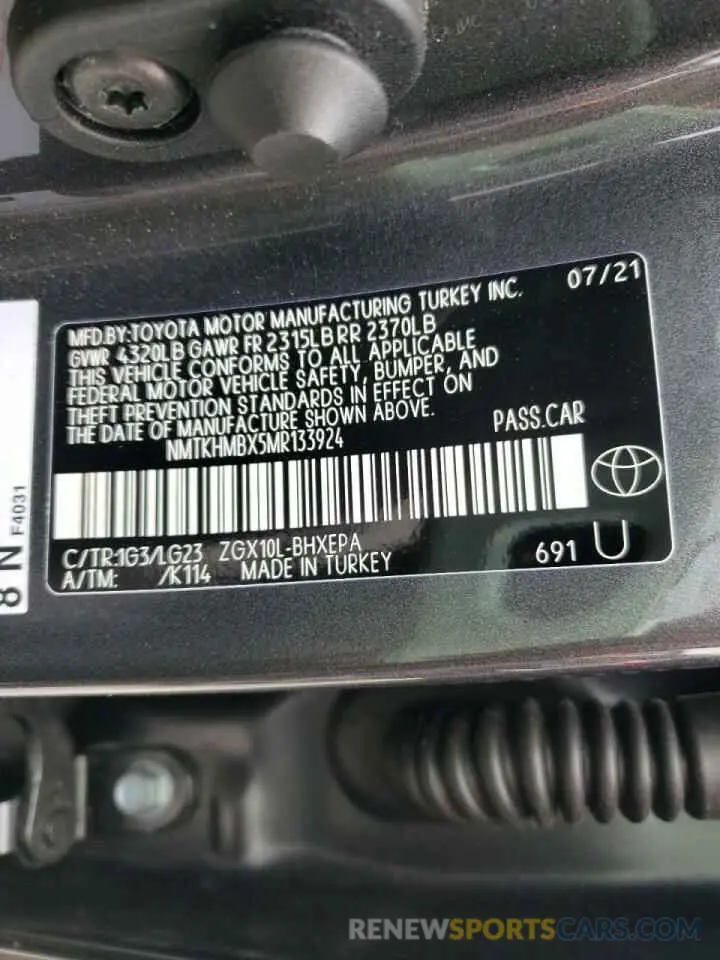 07/21
MFD.BY:TOYOTA MOTOR MANUFACTURING TURKEY INC.
GVWR 4320LB GAWR FR 2315LB RR 2370LB
THIS VEHICLE CONFORMS TO ALL APPLICABLE
FEDERAL MOTOR VEHICLE SAFETY, BUMPER, AND
THEFT PREVENTION STANDARDS IN EFFECT ON
THE DATE OF MANUFACTURE SHOWN ABOVE.
NMTKHMBX5MR133924 PASS.CAR
C/TR:1G3/LG23 ZGX10L-BHXEPA
A/TM: /K114 MADE IN TURKEY 691 U
8 N
F4031
RENEWSPORTSCARS.COM